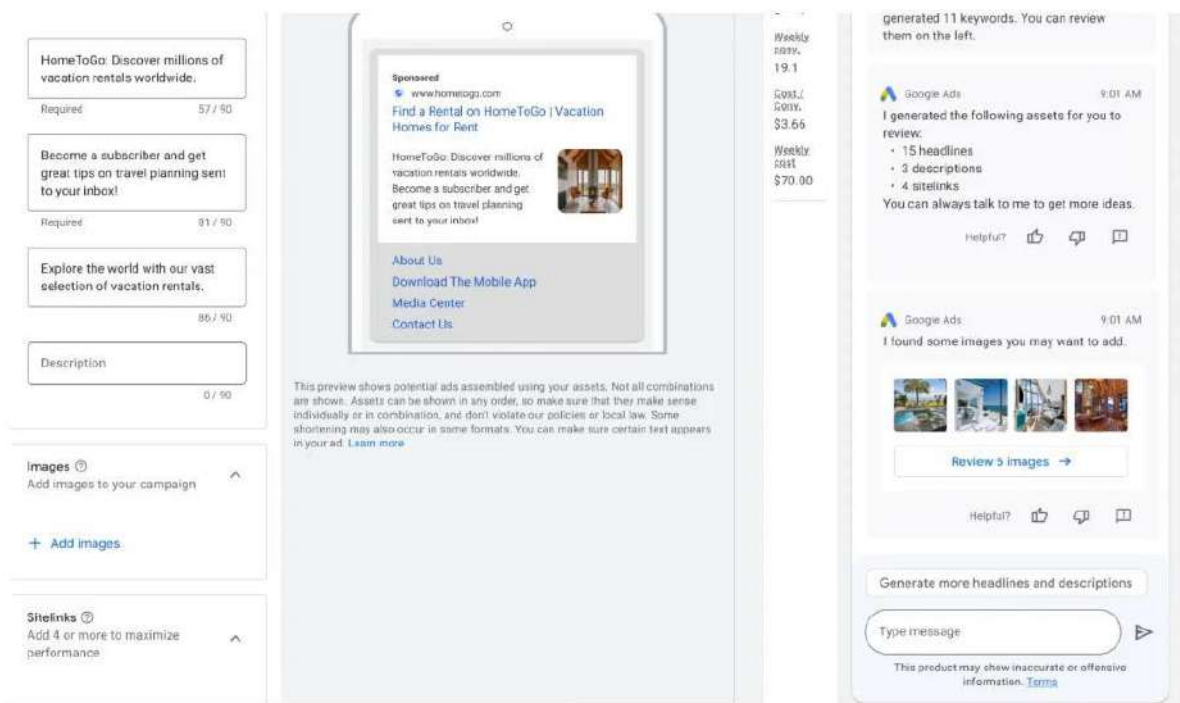 HomeToGo: Discover millions of
vacation rentals worldwide.
Required 57 / 90
Become a subscriber and get
great tips on travel planning sent
to your inbox!
Required 81 / 90
Explore the world with our vast
selection of vacation rentals.
86 / 90
Description
0 / 90
Images
Add images to your campaign
+ Add images
Sitelinks
Add 4 or more to maximize
performance
Sponsored
www.hometogo.com
Find a Rental on HomeToGo | Vacation
Homes for Rent
HomeToGo: Discover millions of
vacation rentals worldwide.
Become a subscriber and get
great tips on travel planning
sent to your inbox!
About Us
Download The Mobile App
Media Center
Contact Us
This preview shows potential ads assembled using your assets. Not all combinations
are shown. Assets can be shown in any order, so make sure that they make sense
individually or in combination, and don't violate our policies or local law. Some
shortening may also occur in some formats. You can make sure certain text appears
in your ad. Learn more
Weekly
conv.
19.1
Cost /
Conv.
$3.66
Weekly
cost
$70.00
generated 11 keywords. You can review
them on the left.
Google Ads 9:01 AM
I generated the following assets for you to
review:
• 15 headlines
• 3 descriptions
• 4 sitelinks
You can always talk to me to get more ideas.
Helpful?
Google Ads 9:01 AM
I found some images you may want to add.
Review 5 images →
Helpful?
Generate more headlines and descriptions
Type message
This product may show inaccurate or offensive
information. Terms